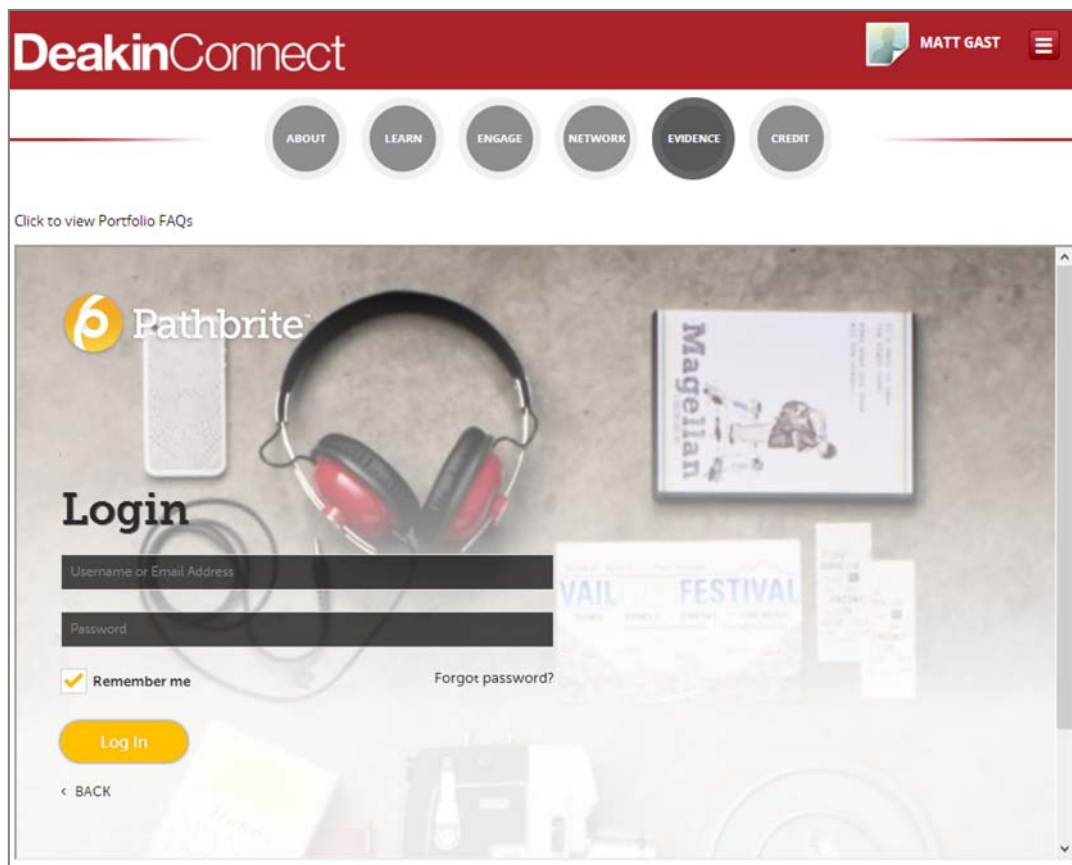 DeakinConnect
MATT GAST
ABOUT
LEARN
ENGAGE
NETWORK
EVIDENCE
CREDIT
Click to view Portfolio FAQs
Pathbrite
Magellan
Login
Username or Email Address
VAIL FESTIVAL
Password
Remember me
Forgot password?
Log In
< BACK